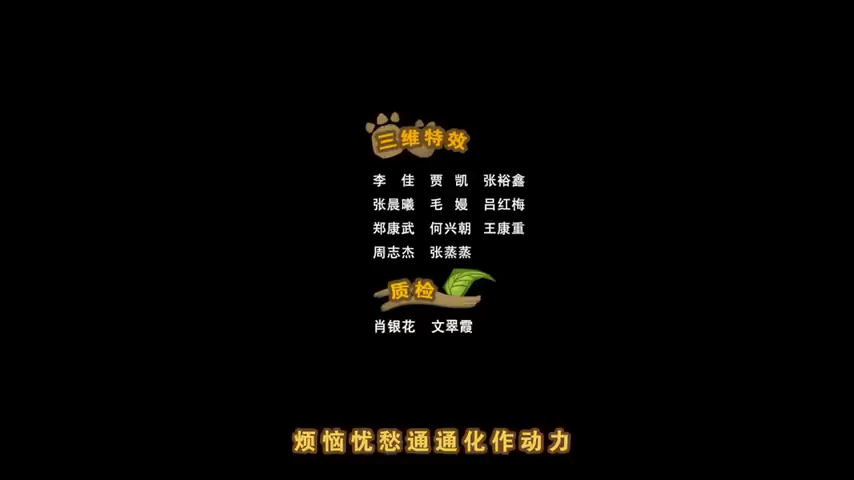 三维特效
李 佳 贾 凯 张裕鑫
张晨曦 毛 嫚 吕红梅
郑康武 何兴朝 王康重
周志杰 张蒸蒸
质检
肖银花 文翠霞
烦恼忧愁通通化作动力